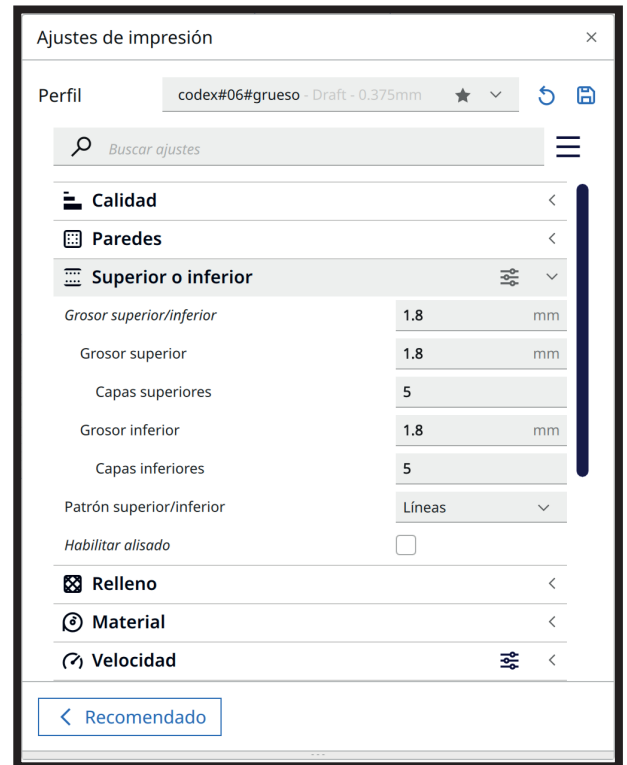 Ajustes de impresión
Perfil codex#06#grueso - Draft - 0.375mm
Buscar ajustes
Calidad
Paredes
Superior o inferior
Grosor superior/inferior 1.8 mm
Grosor superior 1.8 mm
Capas superiores 5
Grosor inferior 1.8 mm
Capas inferiores 5
Patrón superior/inferior Líneas
Habilitar alisado
Relleno
Material
Velocidad
Recomendado